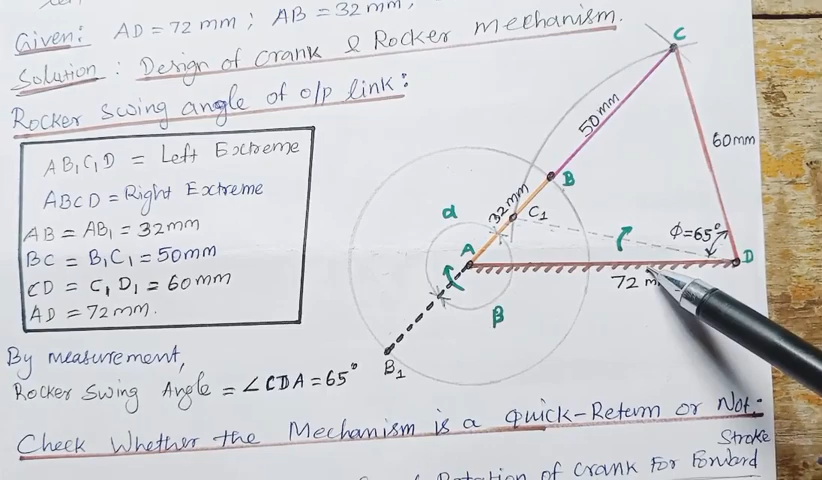 Given: AD = 72 mm ; AB = 32 mm,
Solution : Design of Crank & Rocker mechanism.
Rocker Swing angle of o/p link:
AB₁C₁D = Left Extreme
ABCD = Right Extreme
AB = AB₁ = 32mm
BC = B₁C₁ = 50mm
CD = C₁D₁ = 60mm
AD = 72mm.
By measurement,
Rocker Swing Angle = ∠CDA = 65°
Check Whether the Mechanism is a Quick-Return or Not:
Stroke
Rotation of Crank For Forward
C
50mm
60mm
B
32mm
C₁
α
A
Φ=65°
D
72
β
B₁